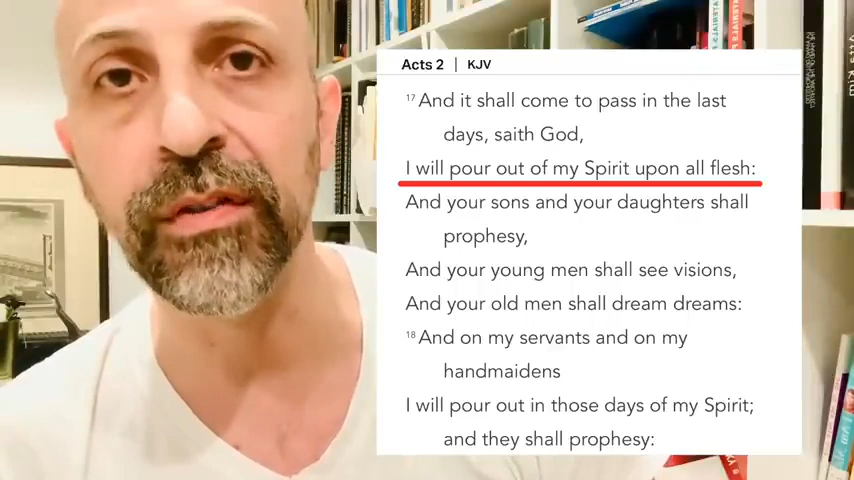 Acts 2 | KJV
17 And it shall come to pass in the last
days, saith God,
I will pour out of my Spirit upon all flesh:
And your sons and your daughters shall
prophesy,
And your young men shall see visions,
And your old men shall dream dreams:
18 And on my servants and on my
handmaidens
I will pour out in those days of my Spirit;
and they shall prophesy: